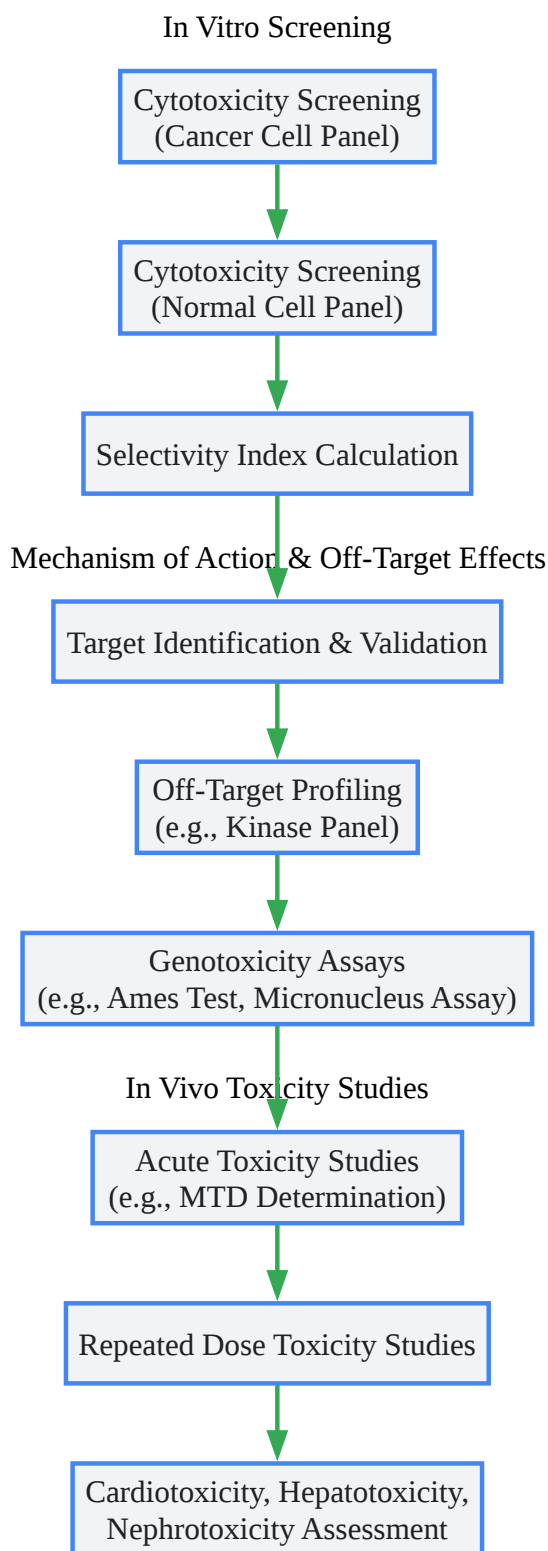 In Vitro Screening
Cytotoxicity Screening
(Cancer Cell Panel)
Cytotoxicity Screening
(Normal Cell Panel)
Selectivity Index Calculation
Mechanism of Action & Off-Target Effects
Target Identification & Validation
Off-Target Profiling
(e.g., Kinase Panel)
Genotoxicity Assays
(e.g., Ames Test, Micronucleus Assay)
In Vivo Toxicity Studies
Acute Toxicity Studies
(e.g., MTD Determination)
Repeated Dose Toxicity Studies
Cardiotoxicity, Hepatotoxicity,
Nephrotoxicity Assessment